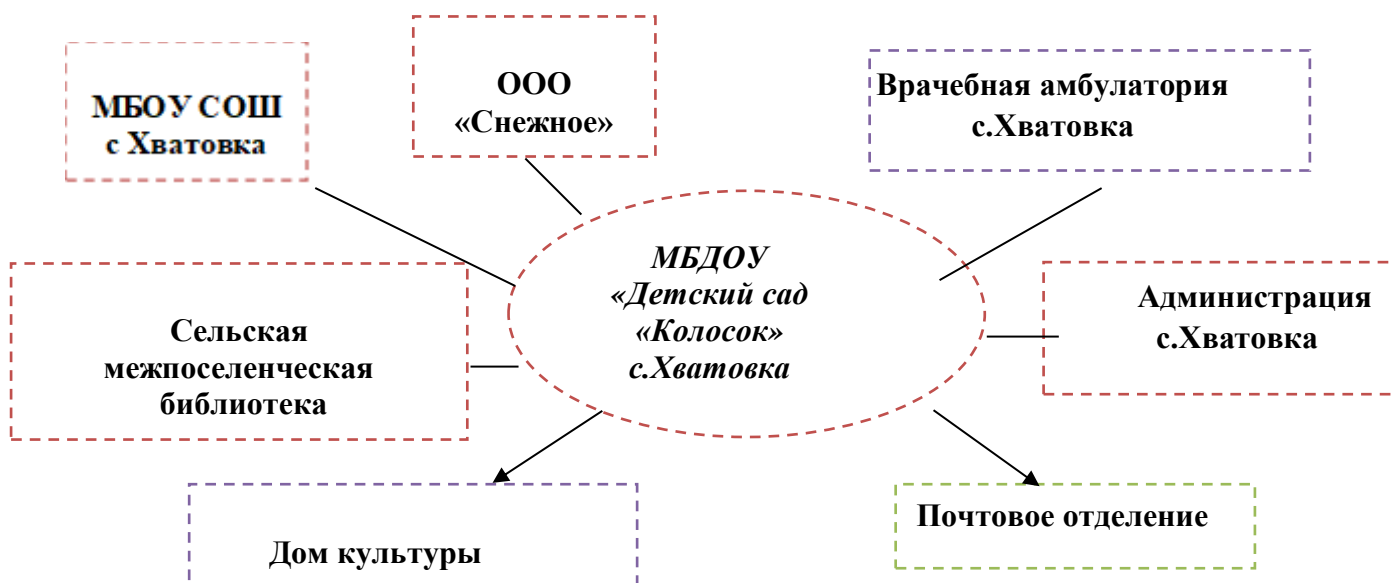 МБОУ СОШ
с Хватовка
ООО
«Снежное»
Врачебная амбулатория
с.Хватовка
МБДОУ
«Детский сад
«Колосок»
с.Хватовка
Администрация
с.Хватовка
Сельская
межпоселенческая
библиотека
Дом культуры
Почтовое отделение